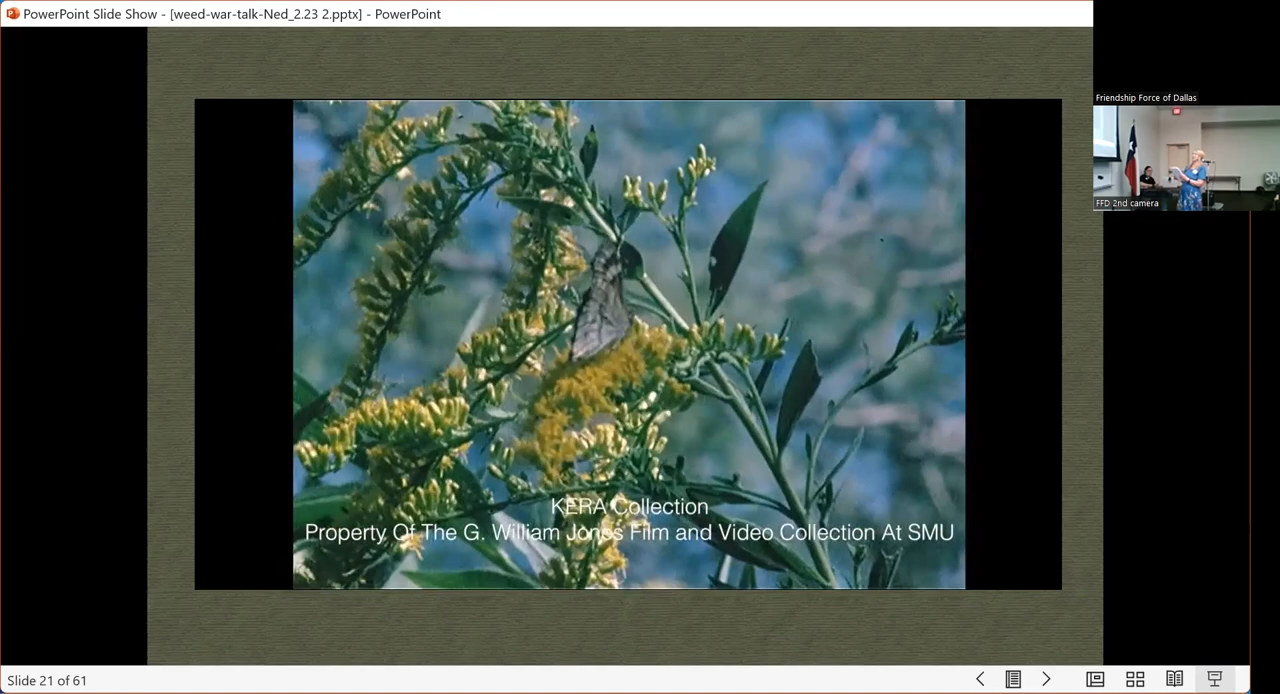 PowerPoint Slide Show - [weed-war-talk-Ned_2.23 2.pptx] - PowerPoint
Friendship Force of Dallas
FFD 2nd camera
KERA Collection
Property Of The G. William Jones Film and Video Collection At SMU
Slide 21 of 61